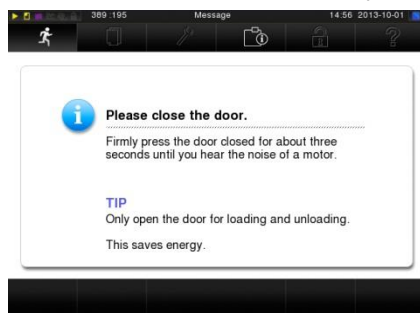 389:195 Message 14:56 2013-10-01
Please close the door.
Firmly press the door closed for about three
seconds until you hear the noise of a motor.
TIP
Only open the door for loading and unloading.
This saves energy.